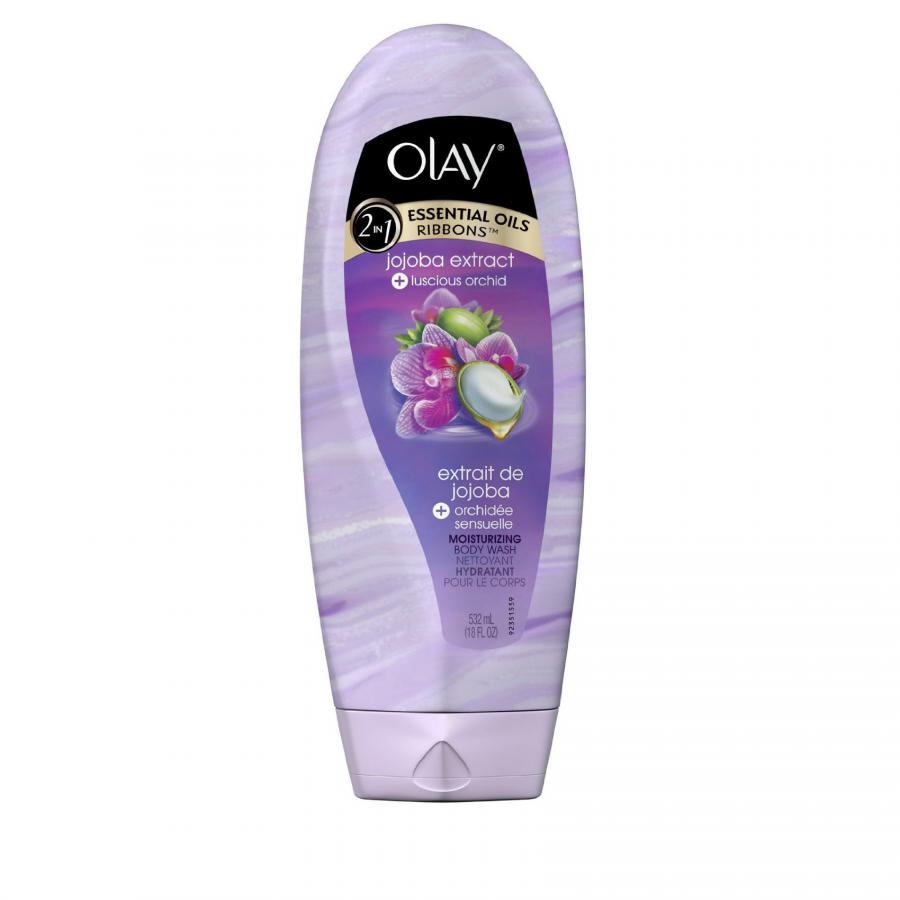 OLAY®
2 IN 1
ESSENTIAL OILS
RIBBONS™
jojoba extract
+ luscious orchid
extrait de
jojoba
+ orchidée
sensuelle
MOISTURIZING
BODY WASH
NETTOYANT
HYDRATANT
POUR LE CORPS
532 mL
(18 FL OZ)
92351559